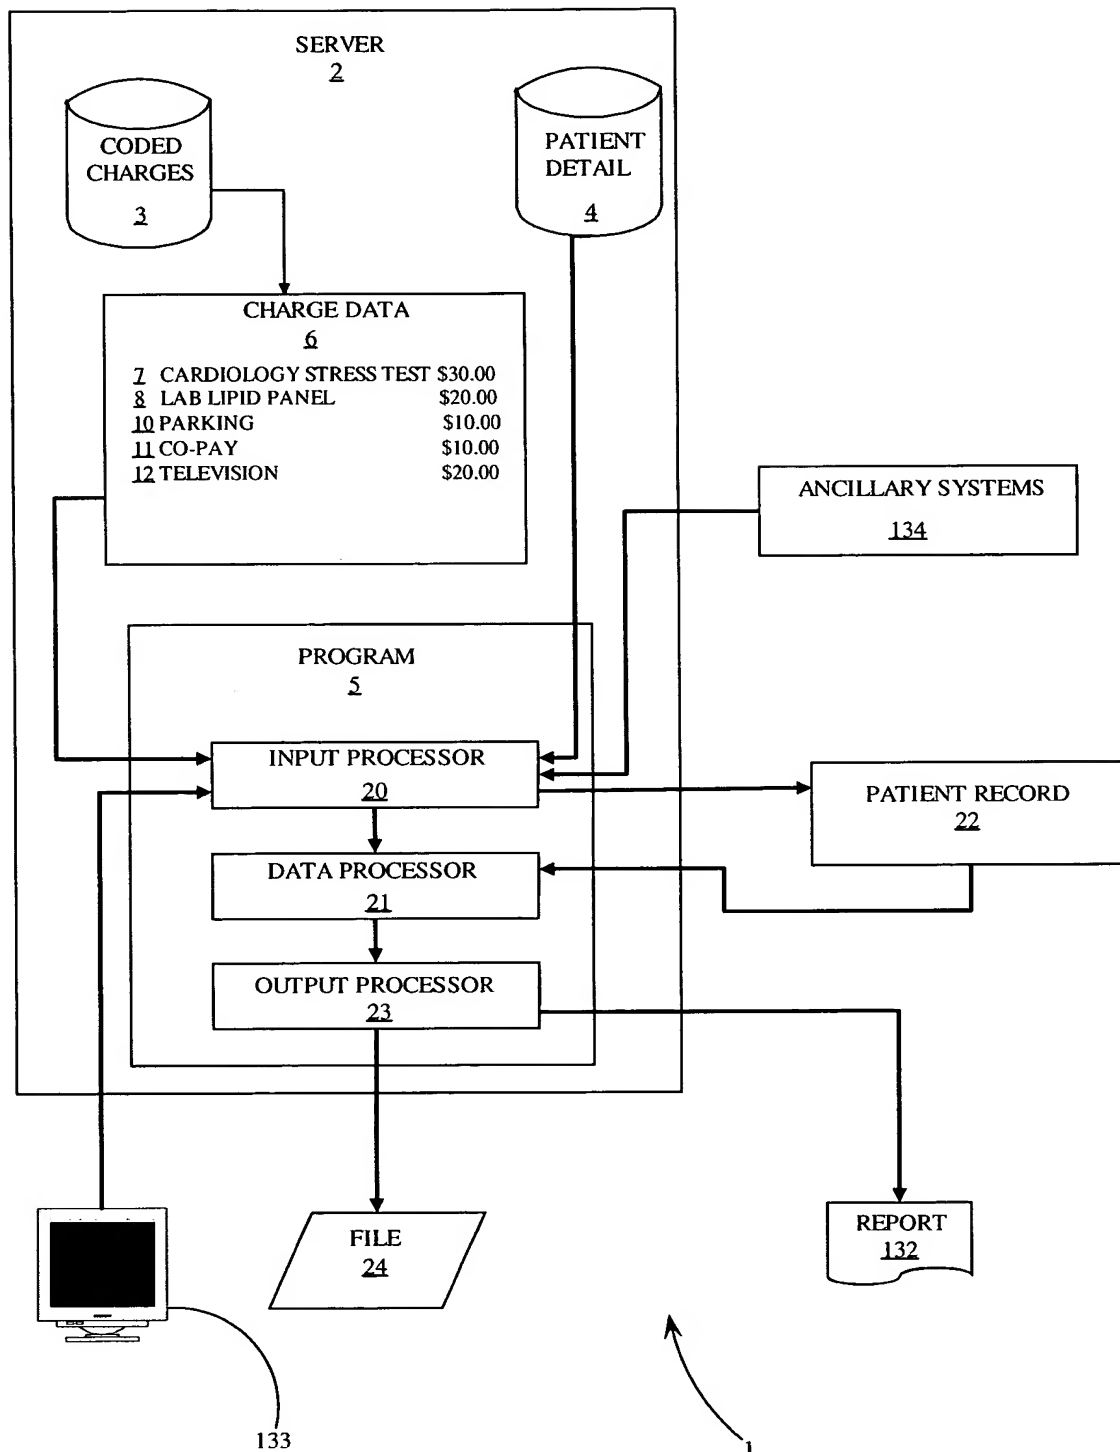 SERVER
2
CODED
CHARGES
3
PATIENT
DETAIL
4
CHARGE DATA
6
7 CARDIOLOGY STRESS TEST $30.00
8 LAB LIPID PANEL $20.00
10 PARKING $10.00
11 CO-PAY $10.00
12 TELEVISION $20.00
ANCILLARY SYSTEMS
134
PROGRAM
5
INPUT PROCESSOR
20
PATIENT RECORD
22
DATA PROCESSOR
21
OUTPUT PROCESSOR
23
FILE
24
REPORT
132
133
1